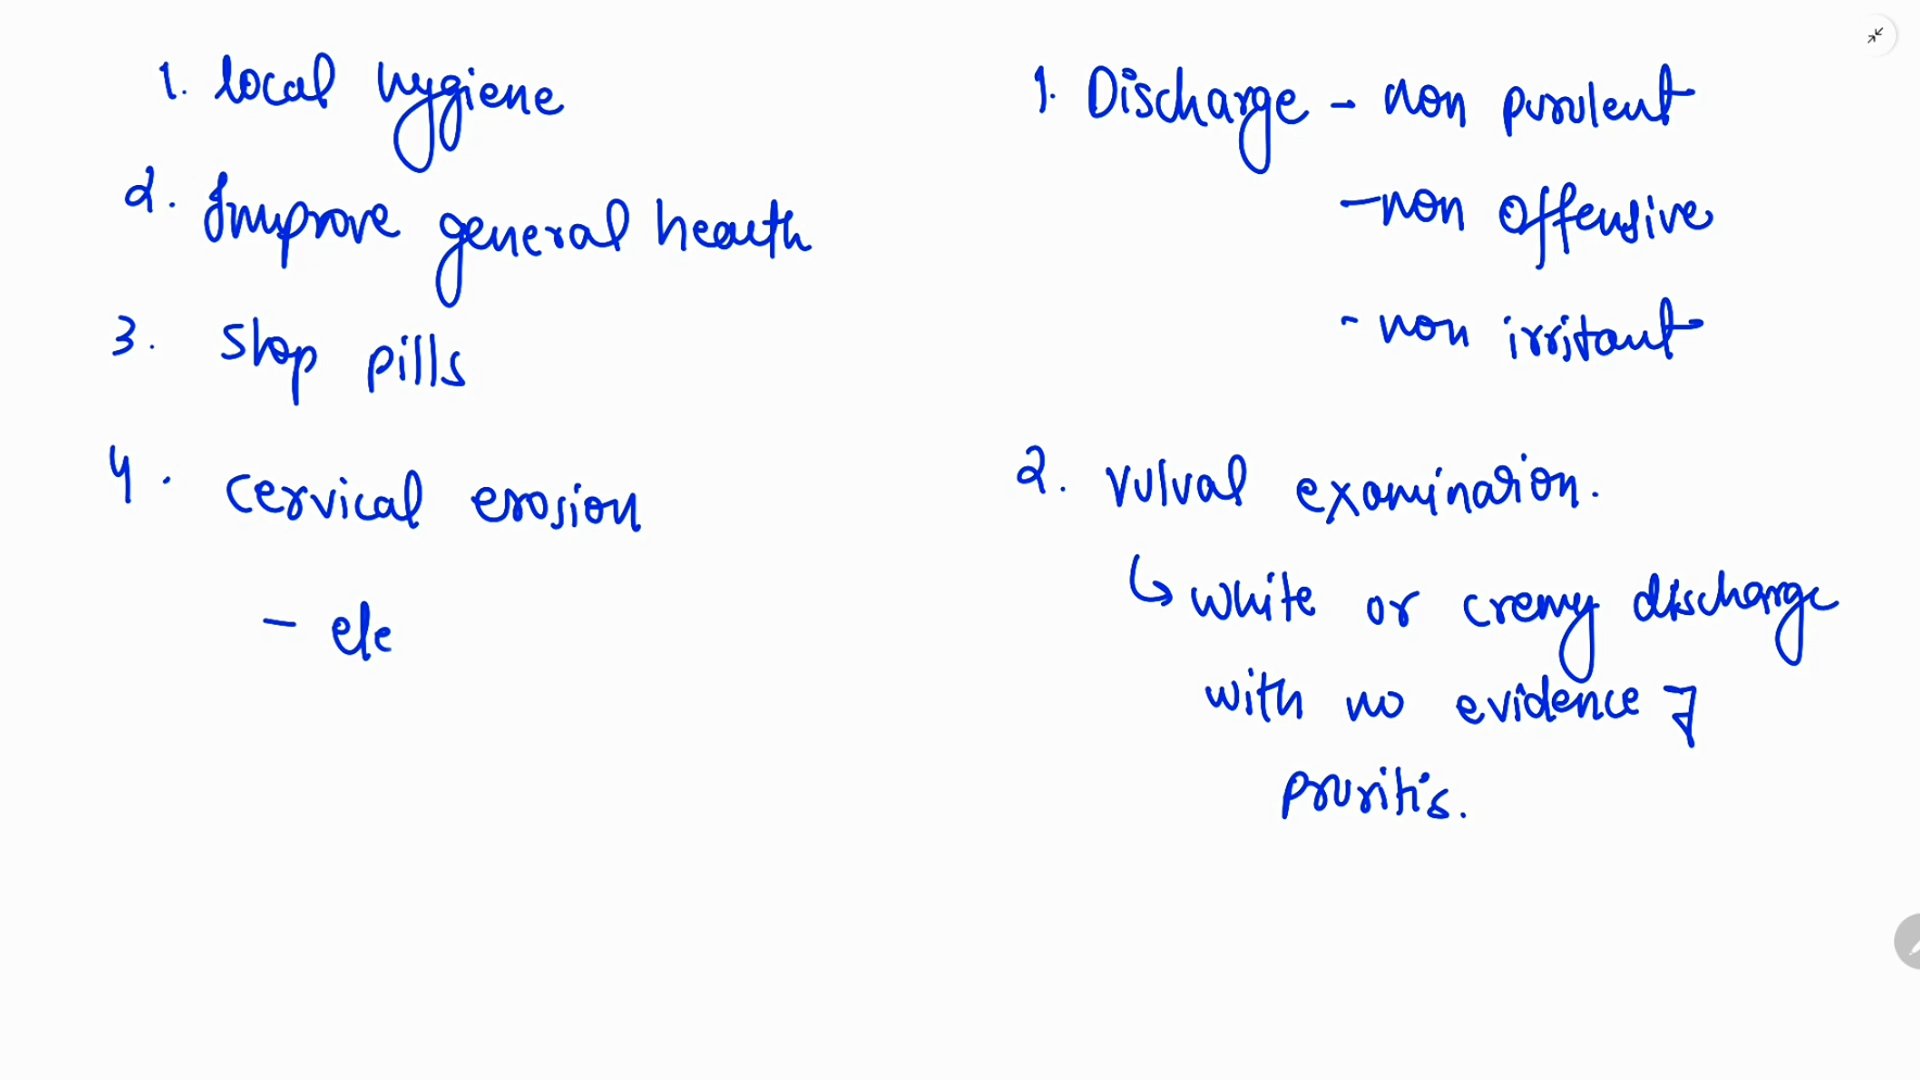 1. local hygiene
2. Improve general health
3. Stop pills
4. cervical erosion
- ele
1. Discharge - non purulent
- non offensive
- non irritant
2. vulval examination.
↳ white or cremy discharge
with no evidence of
pruritis.